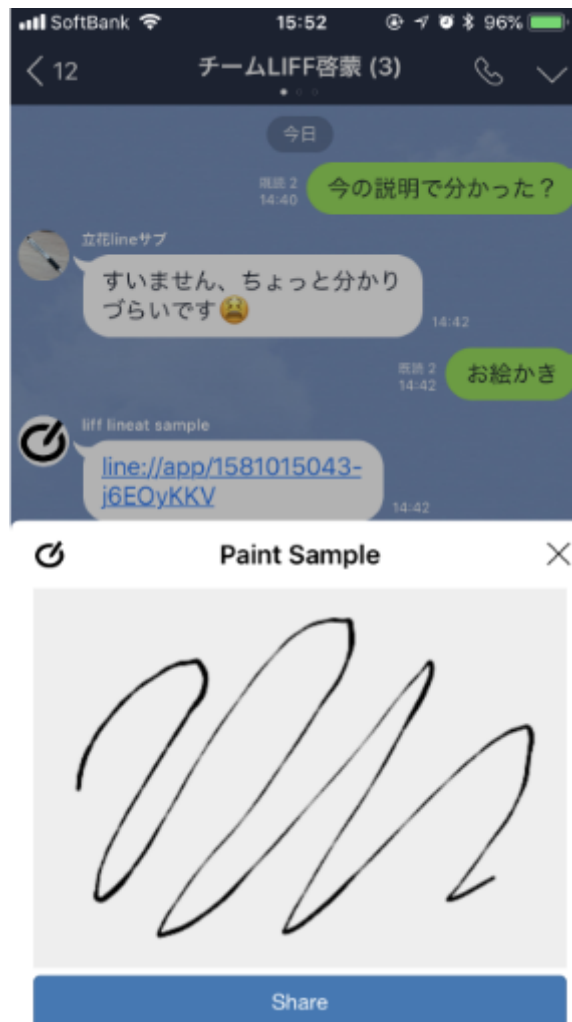 SoftBank 15:52 96%
12 チームLIFF啓蒙 (3)
今日
既読 2
14:40
今の説明で分かった？
立花lineサブ
すいません、ちょっと分かり
づらいです😫
14:42
既読 2
14:42
お絵かき
liff lineat sample
line://app/1581015043-
j6EOyKKV
14:42
Paint Sample
Share